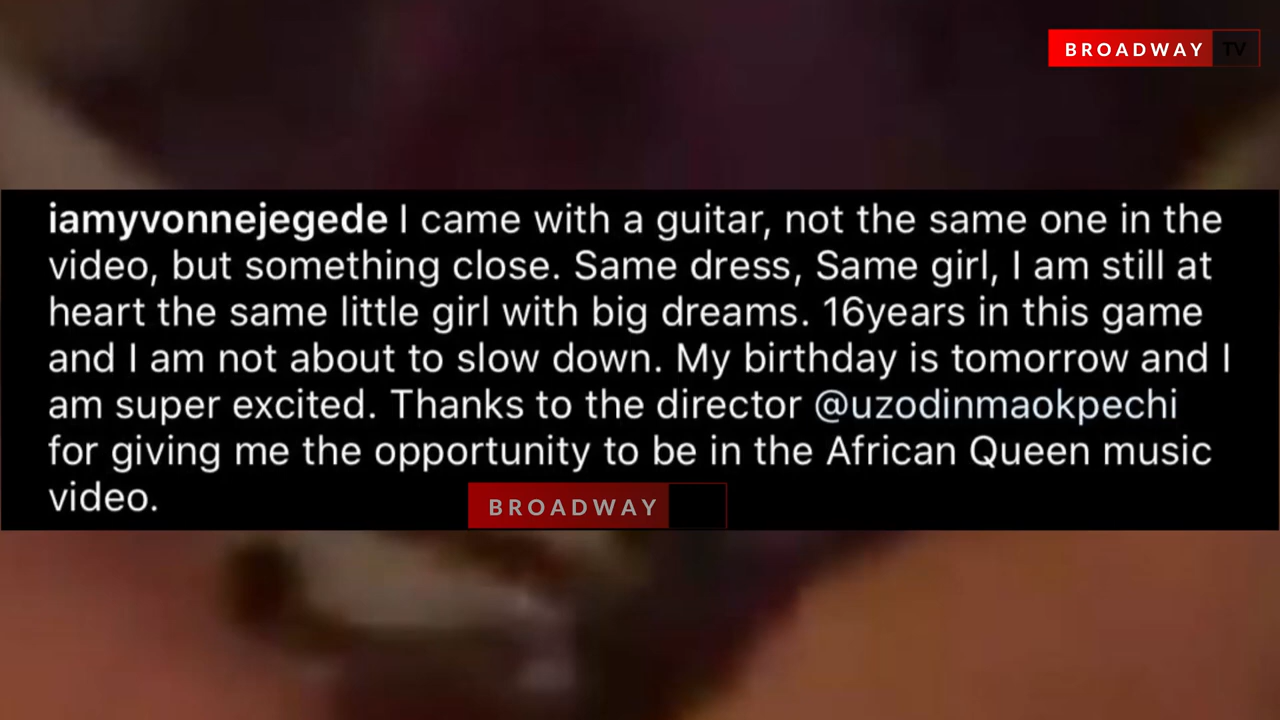 BROADWAY TV
iamyvonnejegede I came with a guitar, not the same one in the
video, but something close. Same dress, Same girl, I am still at
heart the same little girl with big dreams. 16years in this game
and I am not about to slow down. My birthday is tomorrow and I
am super excited. Thanks to the director @uzodinmaokpechi
for giving me the opportunity to be in the African Queen music
video.
BROADWAY